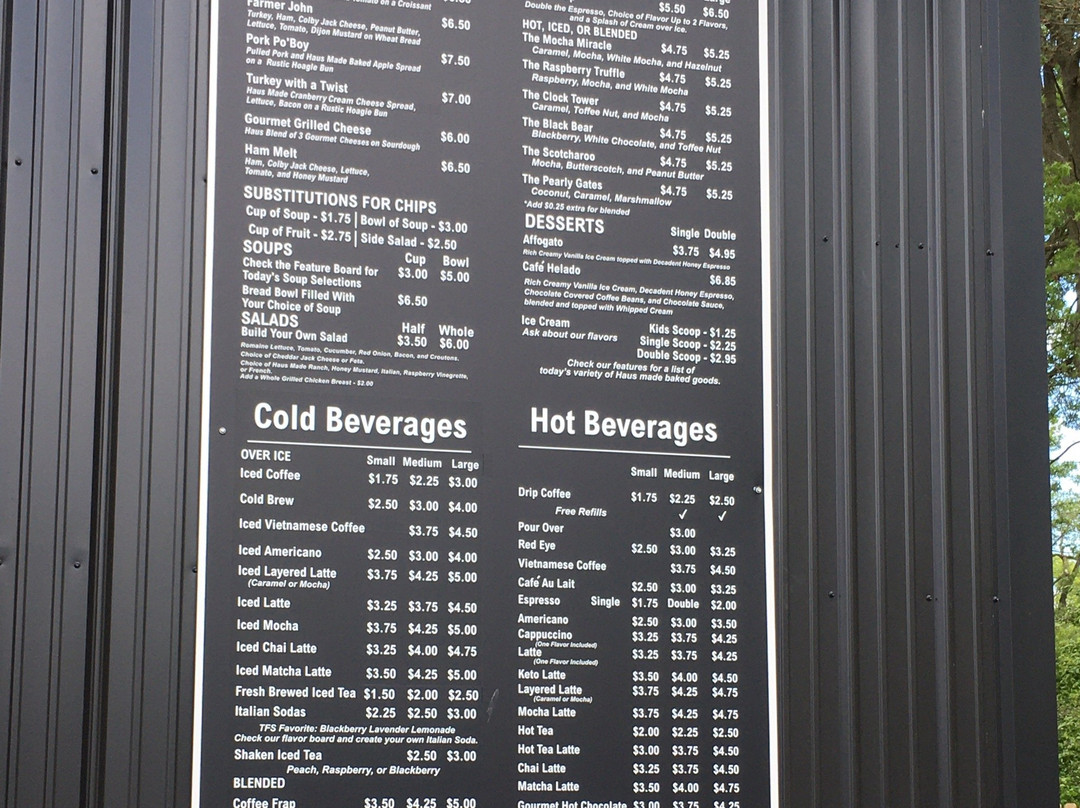 Farmer John $6.50
Turkey, Ham, Colby Jack Cheese, Peanut Butter,
Lettuce, Tomato, Dijon Mustard on Wheat Bread
Pork Po'Boy $7.50
Pulled Pork and Haus Made Baked Apple Spread
on a Rustic Hoagie Bun
Turkey with a Twist $7.00
Haus Made Cranberry Cream Cheese Spread,
Lettuce, Bacon on a Rustic Hoagie Bun
Gourmet Grilled Cheese $6.00
Haus Blend of 3 Gourmet Cheeses on Sourdough
Ham Melt $6.50
Ham, Colby Jack Cheese, Lettuce,
Tomato, and Honey Mustard
SUBSTITUTIONS FOR CHIPS
Cup of Soup - $1.75 | Bowl of Soup - $3.00
Cup of Fruit - $2.75 | Side Salad - $2.50
SOUPS Cup Bowl
Check the Feature Board for $3.00 $5.00
Today's Soup Selections
Bread Bowl Filled With $6.50
Your Choice of Soup
SALADS Half Whole
Build Your Own Salad $3.50 $6.00
Romaine Lettuce, Tomato, Cucumber, Red Onion, Bacon, and Croutons.
Choice of Cheddar Jack Cheese or Feta.
Choice of Haus Made Ranch, Honey Mustard, Italian, Raspberry Vinegrette,
or French.
Add a Whole Grilled Chicken Breast - $2.00
$5.50 $6.50
Double the Espresso, Choice of Flavor Up to 2 Flavors,
and a Splash of Cream over Ice.
HOT, ICED, OR BLENDED
The Mocha Miracle $4.75 $5.25
Caramel, Mocha, White Mocha, and Hazelnut
The Raspberry Truffle $4.75 $5.25
Raspberry, Mocha, and White Mocha
The Clock Tower $4.75 $5.25
Caramel, Toffee Nut, and Mocha
The Black Bear $4.75 $5.25
Blackberry, White Chocolate, and Toffee Nut
The Scotcharoo $4.75 $5.25
Mocha, Butterscotch, and Peanut Butter
The Pearly Gates $4.75 $5.25
Coconut, Caramel, Marshmallow
*Add $0.25 extra for blended
DESSERTS Single Double
Affogato $3.75 $4.95
Rich Creamy Vanilla Ice Cream topped with Decadent Honey Espresso
Café Helado $6.85
Rich Creamy Vanilla Ice Cream, Decadent Honey Espresso,
Chocolate Covered Coffee Beans, and Chocolate Sauce,
blended and topped with Whipped Cream
Ice Cream Kids Scoop - $1.25
Ask about our flavors Single Scoop - $2.25
Double Scoop - $2.95
Check our features for a list of
today's variety of Haus made baked goods.
Cold Beverages
OVER ICE Small Medium Large
Iced Coffee $1.75 $2.25 $3.00
Cold Brew $2.50 $3.00 $4.00
Iced Vietnamese Coffee $3.75 $4.50
Iced Americano $2.50 $3.00 $4.00
Iced Layered Latte $3.75 $4.25 $5.00
(Caramel or Mocha)
Iced Latte $3.25 $3.75 $4.50
Iced Mocha $3.75 $4.25 $5.00
Iced Chai Latte $3.25 $4.00 $4.75
Iced Matcha Latte $3.50 $4.25 $5.00
Fresh Brewed Iced Tea $1.50 $2.00 $2.50
Italian Sodas $2.25 $2.50 $3.00
TFS Favorite: Blackberry Lavender Lemonade
Check our flavor board and create your own Italian Soda.
Shaken Iced Tea $2.50 $3.00
Peach, Raspberry, or Blackberry
BLENDED
Coffee Frap $3.50 $4.25 $5.00
Hot Beverages
Small Medium Large
Drip Coffee $1.75 $2.25 $2.50
Free Refills ✓ ✓
Pour Over $3.00
Red Eye $2.50 $3.00 $3.25
Vietnamese Coffee $3.75 $4.50
Café Au Lait $2.50 $3.00 $3.25
Espresso Single $1.75 Double $2.00
Americano $2.50 $3.00 $3.50
Cappuccino $3.25 $3.75 $4.25
(One Flavor Included)
Latte $3.25 $3.75 $4.25
(One Flavor Included)
Keto Latte $3.50 $4.00 $4.50
Layered Latte $3.75 $4.25 $4.75
(Caramel or Mocha)
Mocha Latte $3.75 $4.25 $4.75
Hot Tea $2.00 $2.25 $2.50
Hot Tea Latte $3.00 $3.75 $4.50
Chai Latte $3.25 $3.75 $4.50
Matcha Latte $3.50 $4.00 $4.75
Gourmet Hot Chocolate $3.00 $3.75 $4.25